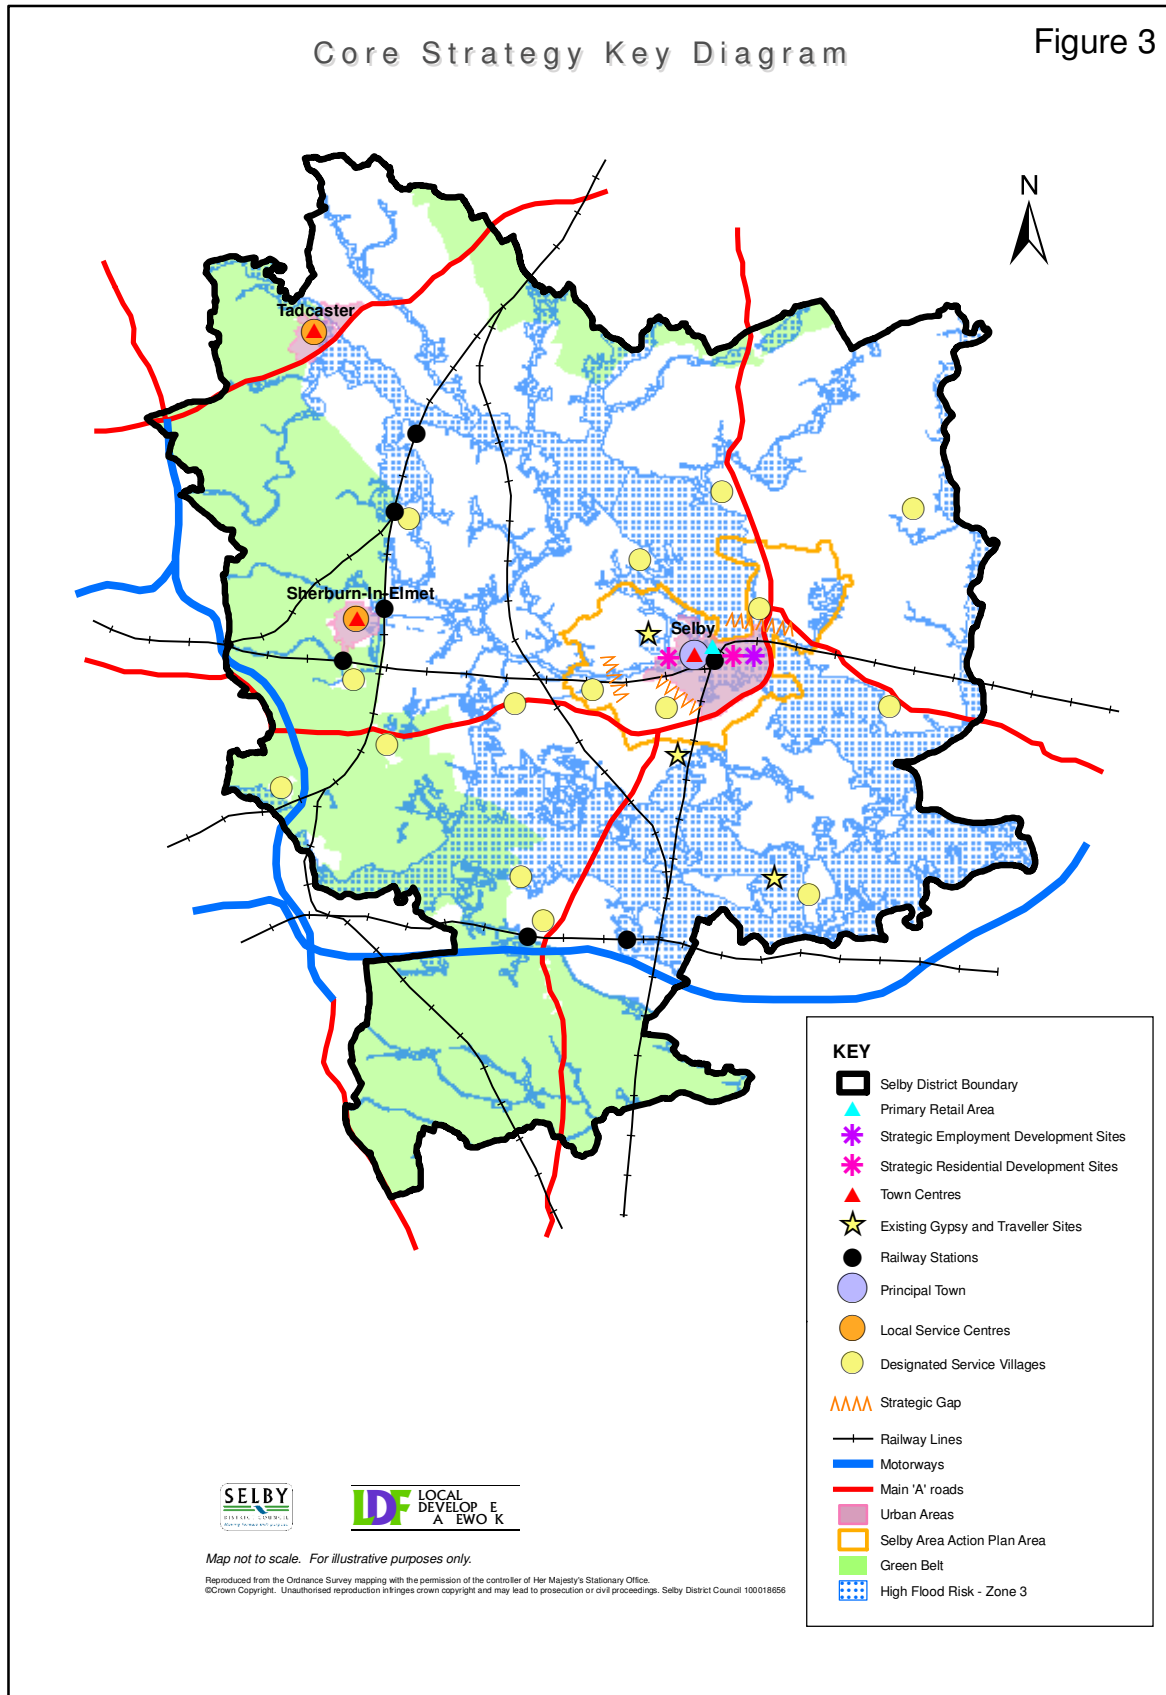 Figure 3
Core Strategy Key Diagram
N
Tadcaster
Sherburn-In-Elmet
Selby
KEY
Selby District Boundary
Primary Retail Area
Strategic Employment Development Sites
Strategic Residential Development Sites
Town Centres
Existing Gypsy and Traveller Sites
Railway Stations
Principal Town
Local Service Centres
Designated Service Villages
Strategic Gap
Railway Lines
Motorways
Main 'A' roads
Urban Areas
Selby Area Action Plan Area
Green Belt
High Flood Risk - Zone 3
SELBY
DISTRICT COUNCIL
LDF
LOCAL
DEVELOP E
A EWO K
Map not to scale. For illustrative purposes only.
Reproduced from the Ordnance Survey mapping with the permission of the controller of Her Majesty's Stationary Office.
©Crown Copyright. Unauthorised reproduction infringes crown copyright and may lead to prosecution or civil proceedings. Selby District Council 100018656